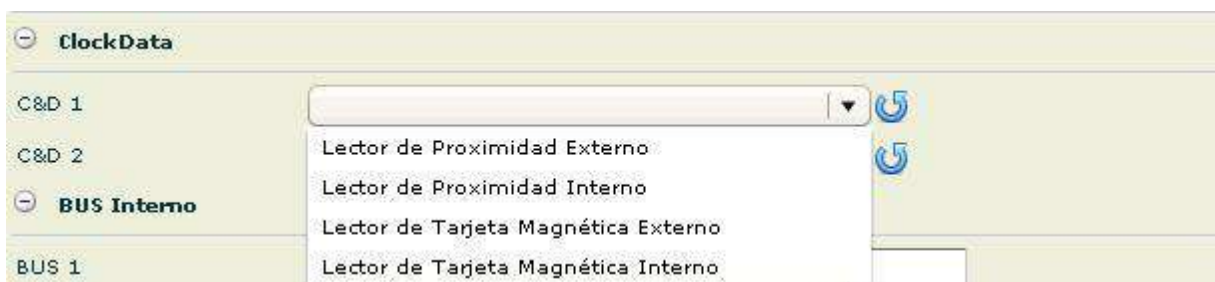 ClockData
C&D 1
Lector de Proximidad Externo
C&D 2
Lector de Proximidad Interno
BUS Interno
Lector de Tarjeta Magnética Externo
BUS 1
Lector de Tarjeta Magnética Interno